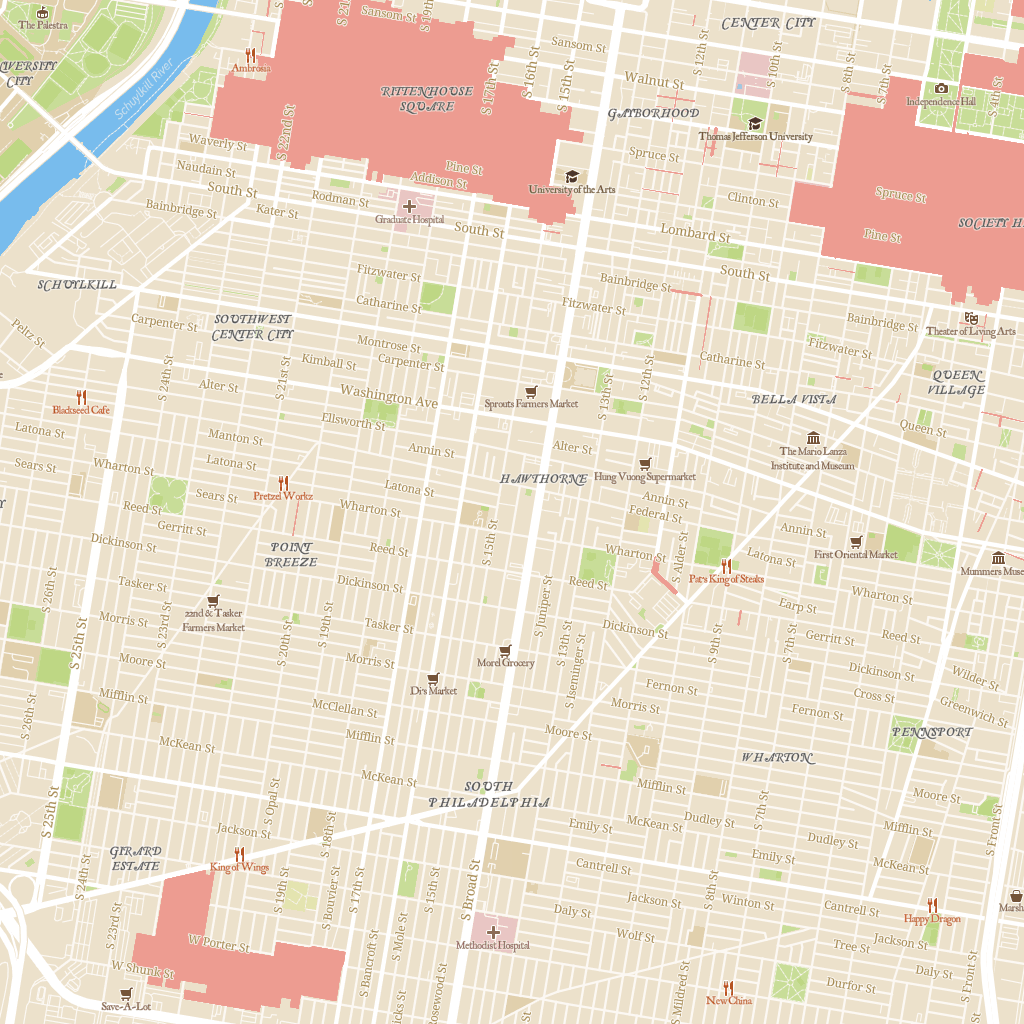 The Palestra
UNIVERSITY
CITY
Schuylkill River
Ambrosia
S 21st St
Sansom St
S 19th St
RITTENHOUSE
SQUARE
S 17th St
S 16th St
S 15th St
Sansom St
CENTER CITY
S 12th St
S 10th St
S 8th St
S 7th St
S 4th St
Walnut St
Independence Hall
GAYBORHOOD
Thomas Jefferson University
S 22nd St
Waverly St
Naudain St
South St
Pine St
Addison St
Rodman St
Graduate Hospital
University of the Arts
Spruce St
Clinton St
Spruce St
Pine St
SOCIETY H
Bainbridge St
Kater St
South St
Lombard St
South St
SCHUYLKILL
Fitzwater St
Catharine St
Bainbridge St
Fitzwater St
Peltz St
Carpenter St
SOUTHWEST
CENTER CITY
Montrose St
Carpenter St
Kimball St
Theater of Living Arts
Bainbridge St
Fitzwater St
Catharine St
S 24th St
S 21st St
S 13th St
S 12th St
Alter St
Washington Ave
Sprouts Farmers Market
BELLA VISTA
QUEEN
VILLAGE
Blackseed Cafe
Ellsworth St
Latona St
Manton St
Annin St
Alter St
Queen St
The Mario Lanza
Institute and Museum
Sears St
Wharton St
Latona St
HAWTHORNE
Hung Vuong Supermarket
Pretzel Workz
Sears St
Latona St
Wharton St
Annin St
Federal St
Annin St
Reed St
Gerritt St
Dickinson St
POINT
BREEZE
Reed St
S 15th St
Wharton St
S Alder St
Latona St
First Oriental Market
Pat's King of Steaks
Mummers Muse
Tasker St
Dickinson St
Reed St
Earp St
Wharton St
S 26th St
22nd & Tasker
Farmers Market
S 23rd St
S 20th St
S 19th St
Tasker St
S Juniper St
S 13th St
S Iseminger St
Dickinson St
S 9th St
S 7th St
Gerritt St
Reed St
Morris St
S 25th St
Moore St
Morris St
Morel Grocery
Di's Market
Dickinson St
Wilder St
Fernon St
Cross St
Greenwich St
Mifflin St
S 26th St
McClellan St
Morris St
Fernon St
Mifflin St
Moore St
McKean St
PENNSPORT
WHARTON
McKean St
SOUTH
PHILADELPHIA
Mifflin St
Moore St
S Opal St
S 25th St
S 18th St
Jackson St
Emily St
McKean St
Dudley St
S 7th St
Dudley St
Mifflin St
S Front St
GIRARD
ESTATE
King of Wings
Emily St
McKean St
Cantrell St
S 24th St
S 19th St
S Bouvier St
S 17th St
S 15th St
S Broad St
S 8th St
Jackson St
Winton St
Cantrell St
Happy Dragon
Marsh
Daly St
S 23rd St
W Porter St
S Bancroft St
S Mole St
Methodist Hospital
Wolf St
Tree St
Jackson St
W Shunk St
Daly St
S Front St
Save-A-Lot
Rosewood St
S Mildred St
New China
Durfor St